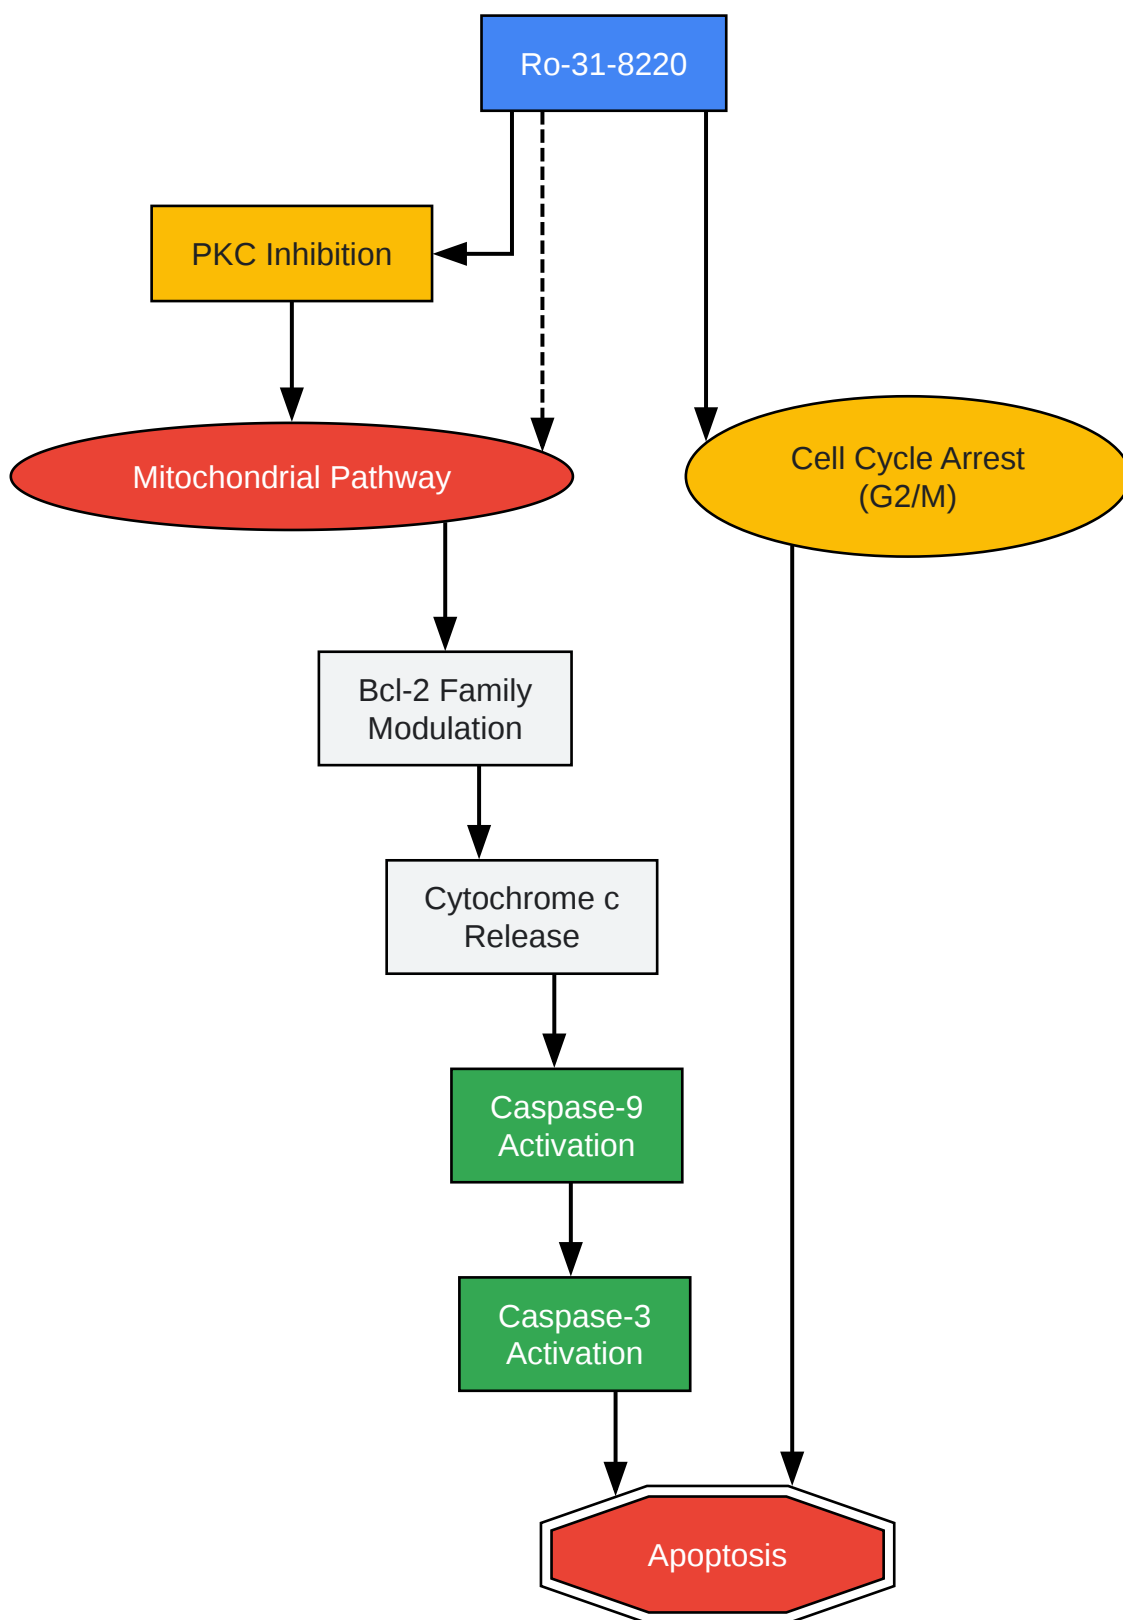 Ro-31-8220
PKC Inhibition
Mitochondrial Pathway
Cell Cycle Arrest
(G2/M)
Bcl-2 Family
Modulation
Cytochrome c
Release
Caspase-9
Activation
Caspase-3
Activation
Apoptosis